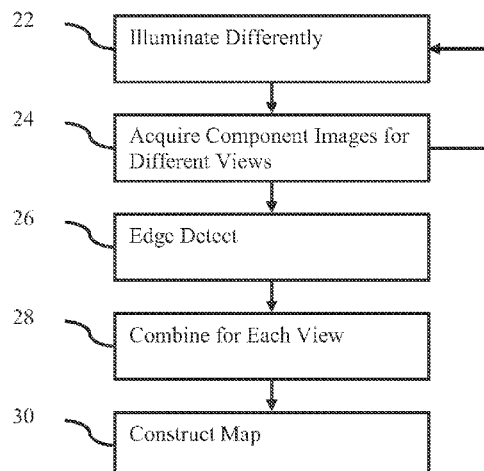 22
Illuminate Differently
24
Acquire Component Images for
Different Views
26
Edge Detect
28
Combine for Each View
30
Construct Map